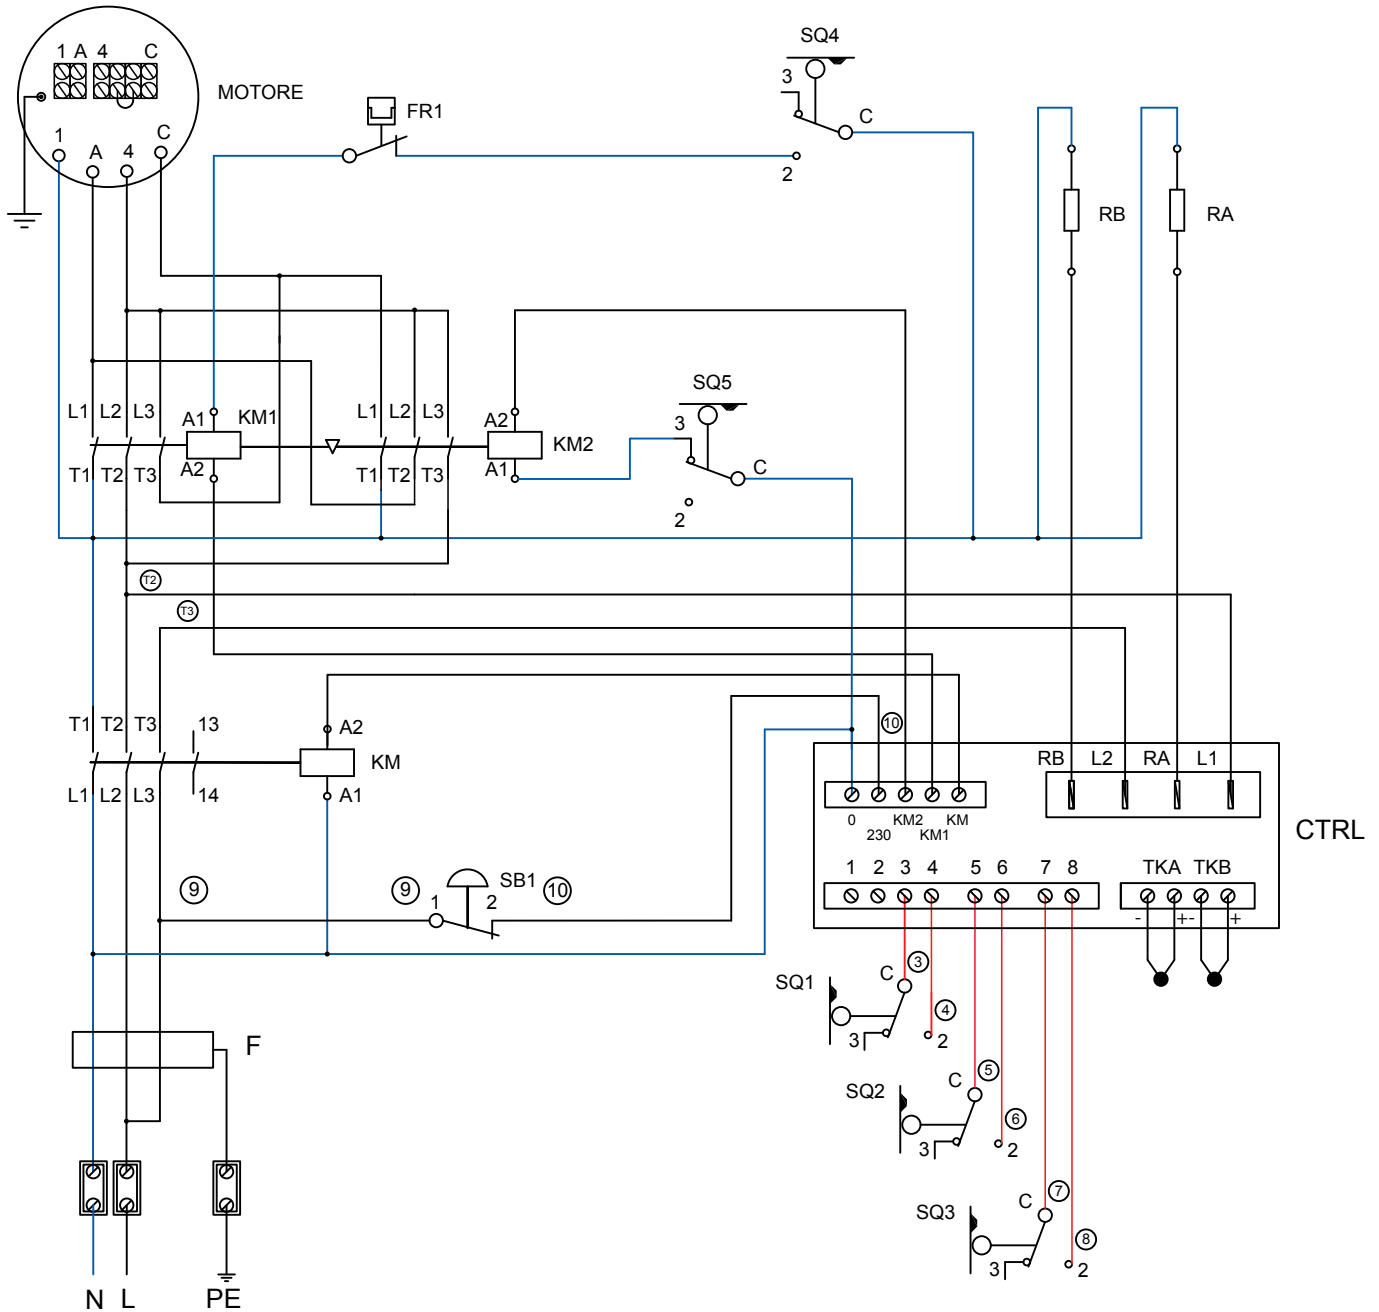 SQ4
1 A 4 C
3
MOTORE
FR1
C
1 A 4 C
2
RB RA
SQ5
L1 L2 L3 A1 KM1 L1 L2 L3 A2 3
KM2
C
T1 T2 T3 A2 T1 T2 T3 A1
2
T2
T3
T1 T2 T3 13 A2 10
KM
RB L2 RA L1
L1 L2 L3 14 A1
0 KM2 KM
230 KM1
CTRL
1 2 3 4 5 6 7 8 TKA TKB
9 9 1 SB1 2 10
- +- +
SQ1 C 3
4
3 2
SQ2 C 5
6
3 2
F
SQ3 C 7
8
3 2
N L PE